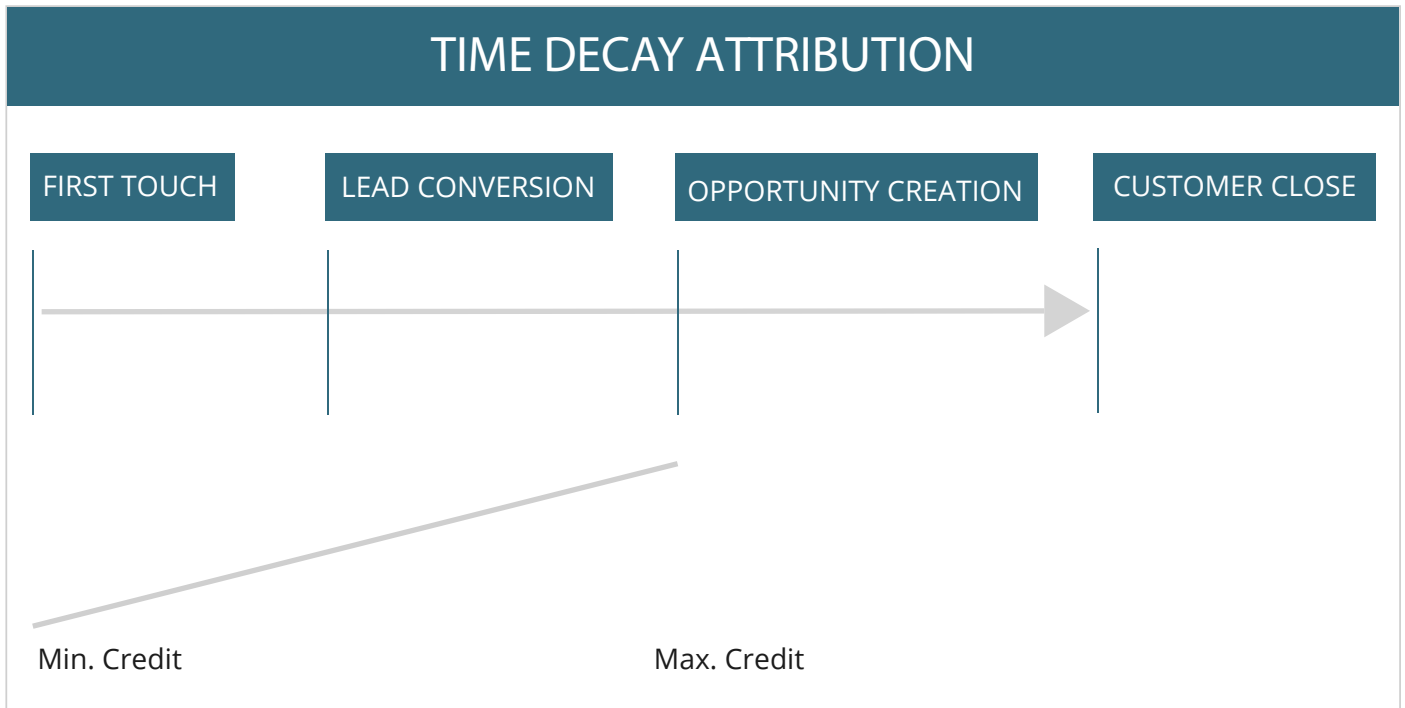 TIME DECAY ATTRIBUTION
FIRST TOUCH
LEAD CONVERSION
OPPORTUNITY CREATION
CUSTOMER CLOSE
Min. Credit
Max. Credit